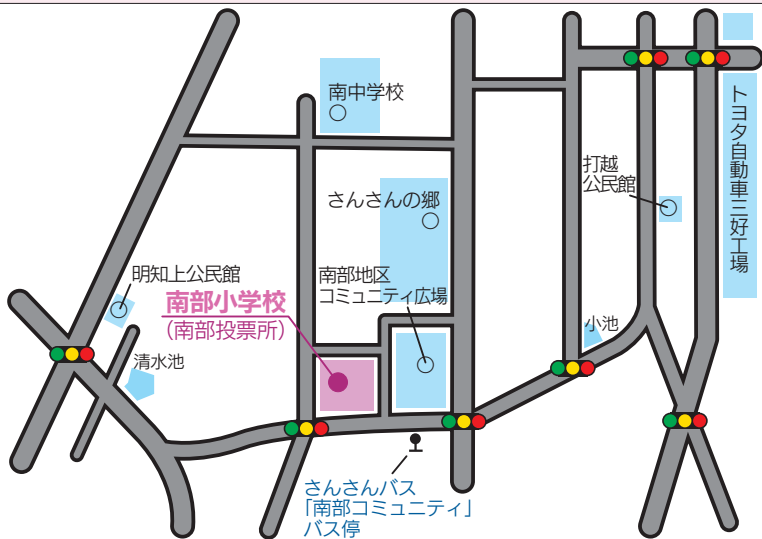 南中学校
トヨタ自動車三好工場
打越
公民館
さんさんの郷
明知上公民館
南部地区
コミュニティ広場
南部小学校
(南部投票所)
小池
清水池
さんさんバス
「南部コミュニティ」
バス停